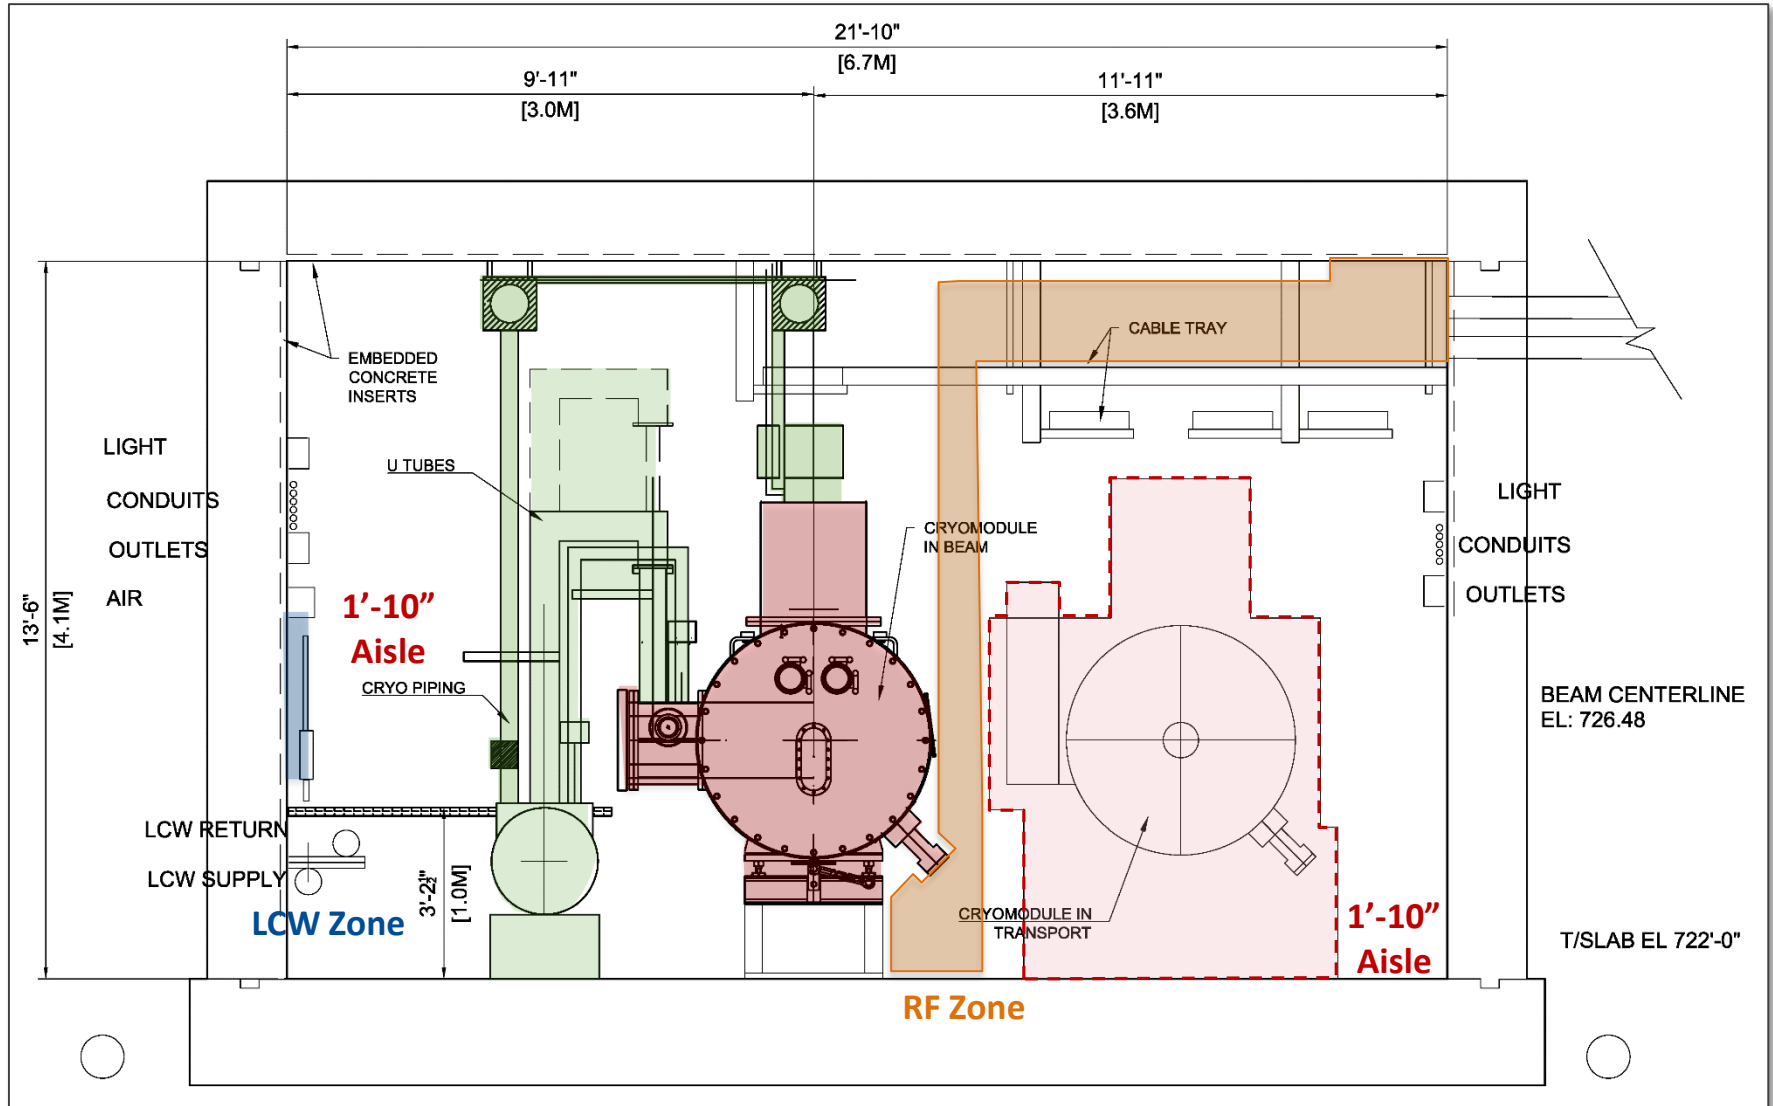 21'-10"
[6.7M]
9'-11"
[3.0M]
11'-11"
[3.6M]
13'-6"
[4.1M]
EMBEDDED
CONCRETE
INSERTS
CABLE TRAY
LIGHT
CONDUITS
OUTLETS
AIR
U TUBES
CRYOMODULE
IN BEAM
LIGHT
CONDUITS
OUTLETS
1'-10”
Aisle
CRYO PIPING
BEAM CENTERLINE
EL: 726.48
LCW RETURN
LCW SUPPLY
LCW Zone
3'-2½"
[1.0M]
CRYOMODULE IN
TRANSPORT
1'-10”
Aisle
T/SLAB EL 722'-0"
RF Zone